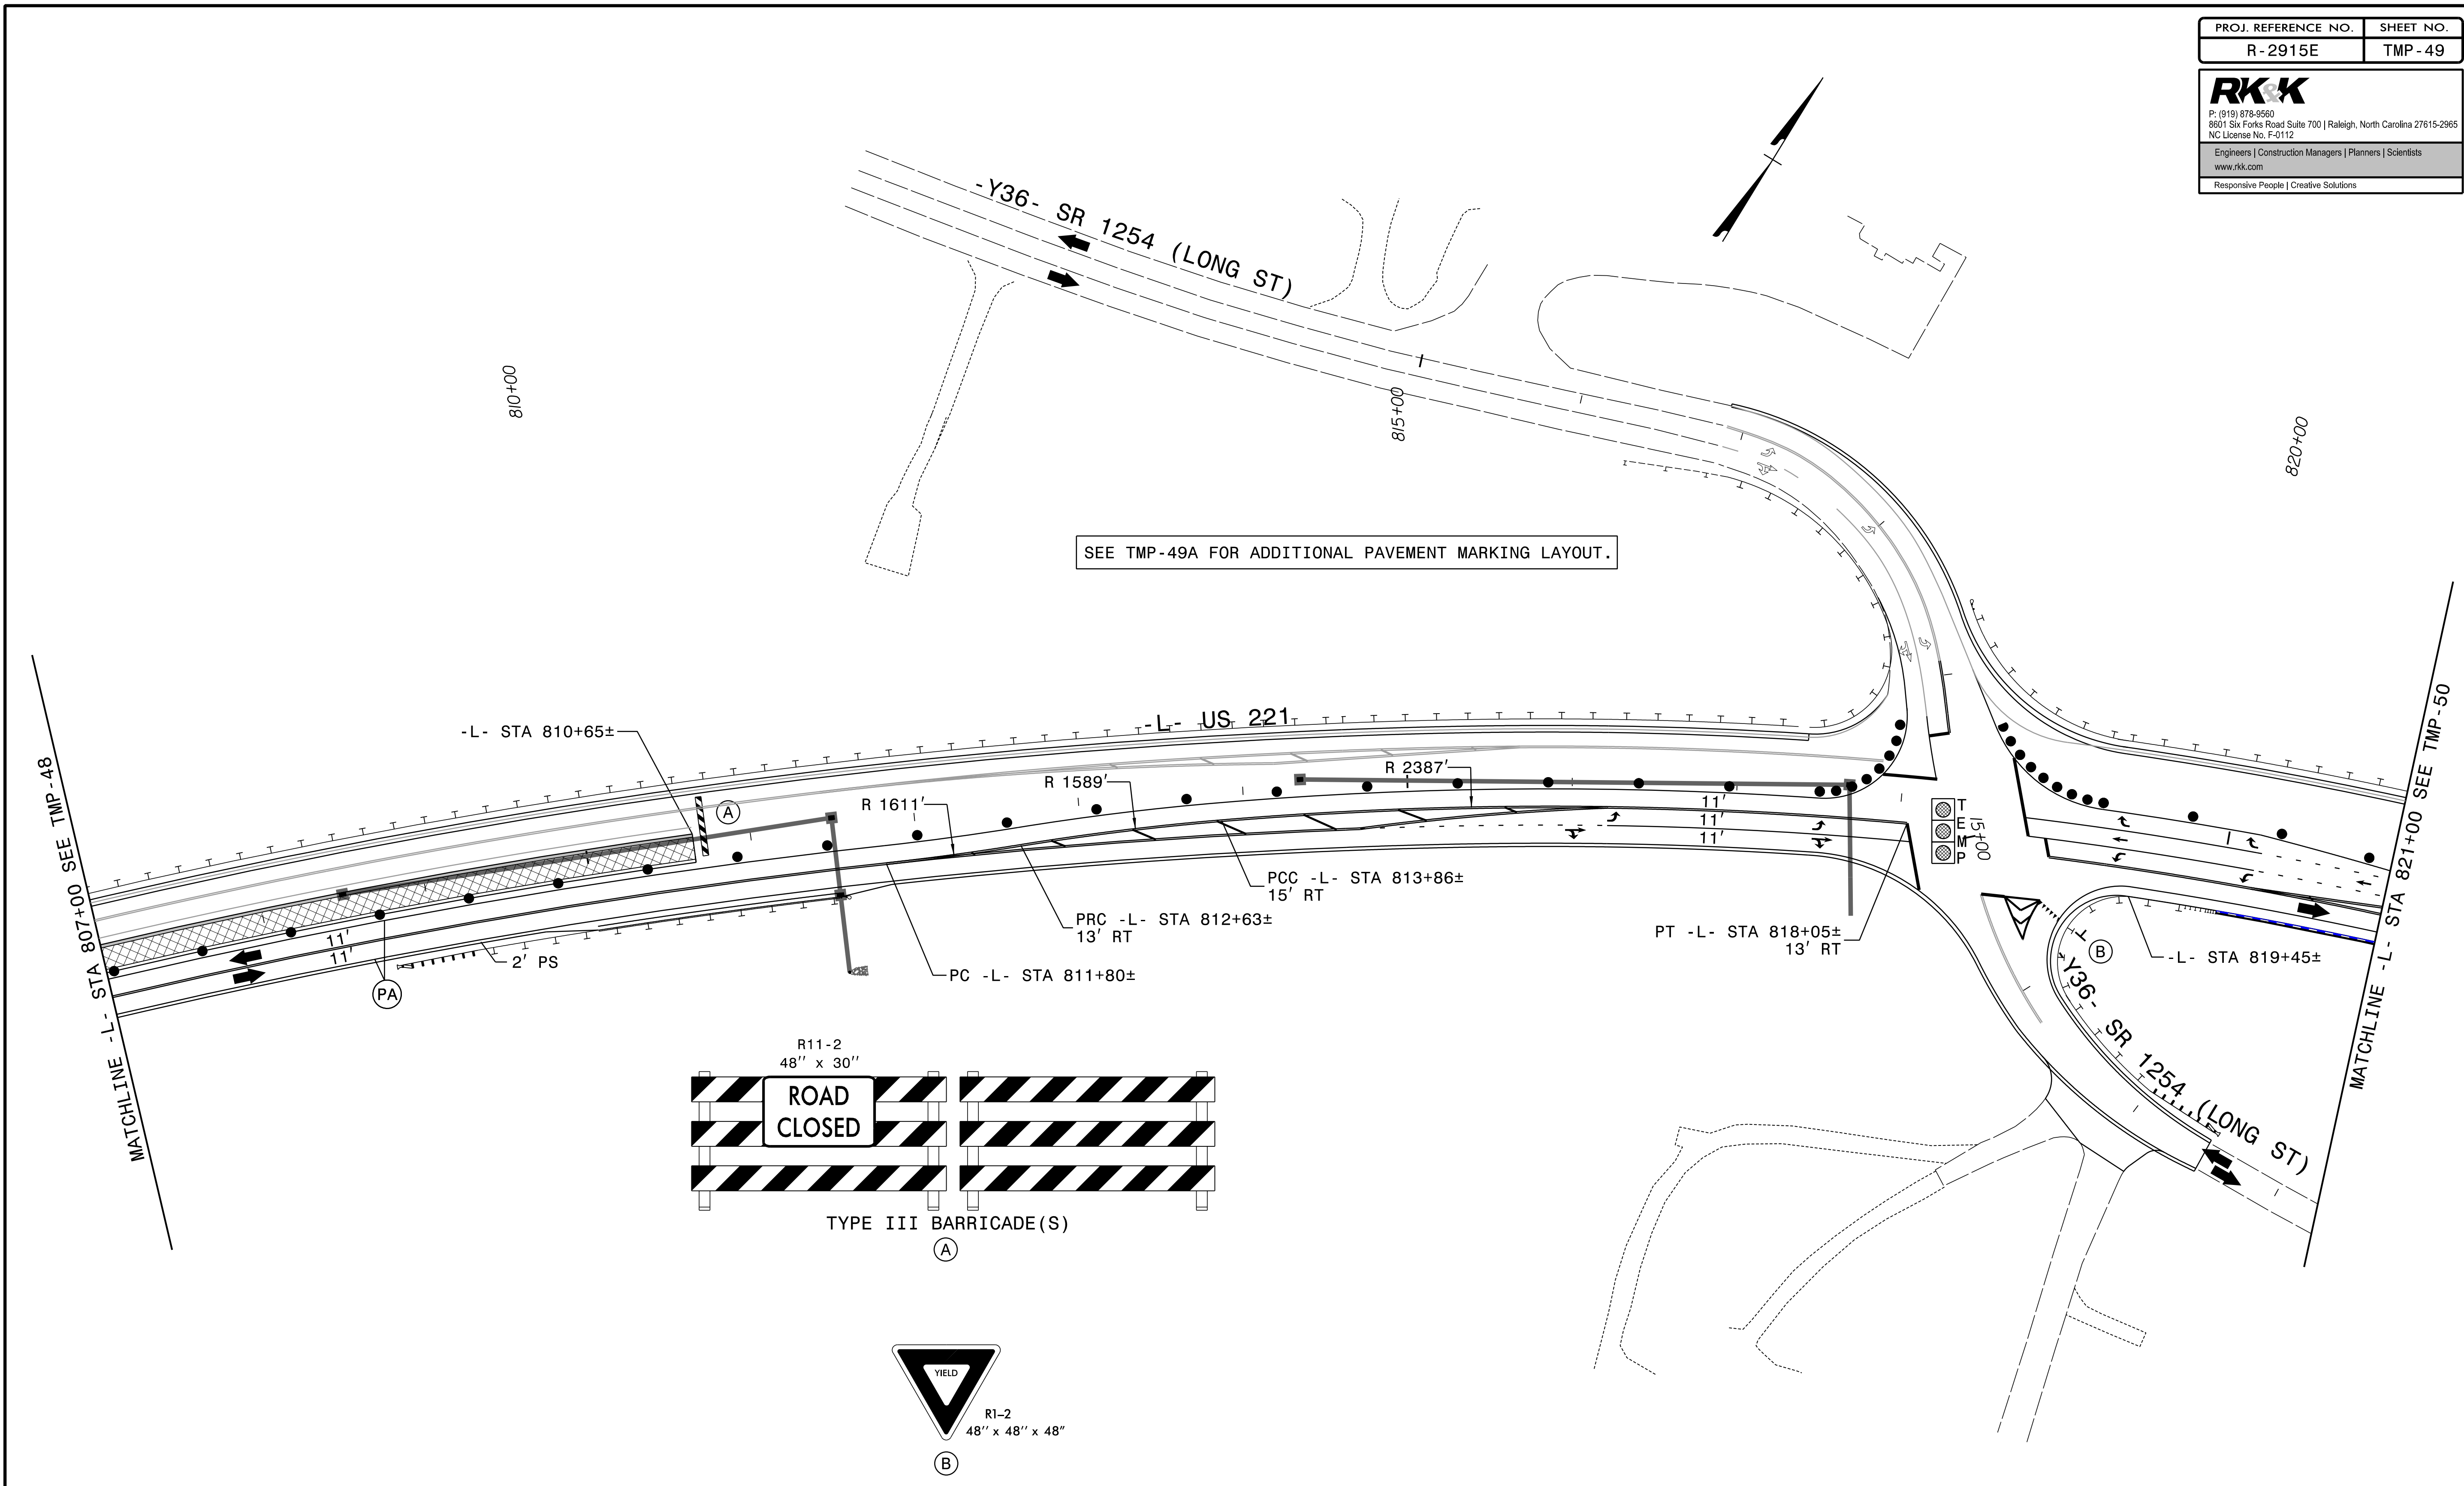 PROJ. REFERENCE NO. SHEET NO.
R-2915E TMP-49
RK&K
P: (919) 878-9560
8601 Six Forks Road Suite 700 | Raleigh, North Carolina 27615-2965
NC License No. F-0112
Engineers | Construction Managers | Planners | Scientists
www.rkk.com
Responsive People | Creative Solutions
-Y36- SR 1254 (LONG ST)
810+00
815+00
820+00
SEE TMP-49A FOR ADDITIONAL PAVEMENT MARKING LAYOUT.
-L- US 221
-L- STA 810+65±
A
R 1611'
R 1589'
R 2387'
11'
11'
11'
TEMP
15+00
PCC -L- STA 813+86±
15' RT
PRC -L- STA 812+63±
13' RT
PT -L- STA 818+05±
13' RT
PC -L- STA 811+80±
11'
11'
2' PS
PA
B
-L- STA 819+45±
Y36- SR 1254 (LONG ST)
MATCHLINE -L- STA 807+00 SEE TMP-48
MATCHLINE -L- STA 821+00 SEE TMP-50
R11-2
48'' x 30''
ROAD
CLOSED
TYPE III BARRICADE(S)
A
YIELD
R1-2
48'' x 48'' x 48''
B